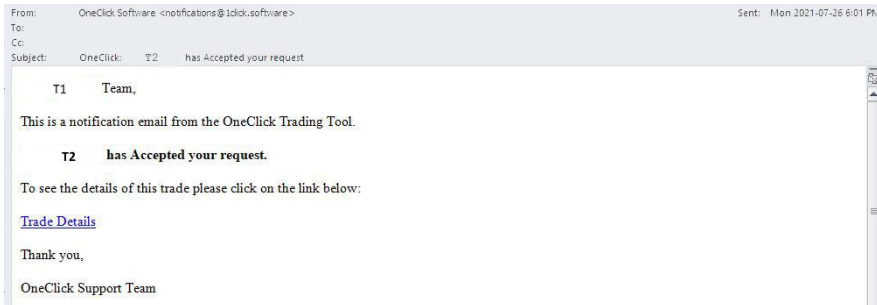 From: OneClick Software <notifications@1click.software> Sent: Mon 2021-07-26 6:01 PM
To:
Cc:
Subject: OneClick: T2 has Accepted your request
T1 Team,
This is a notification email from the OneClick Trading Tool.
T2 has Accepted your request.
To see the details of this trade please click on the link below:
Trade Details
Thank you,
OneClick Support Team